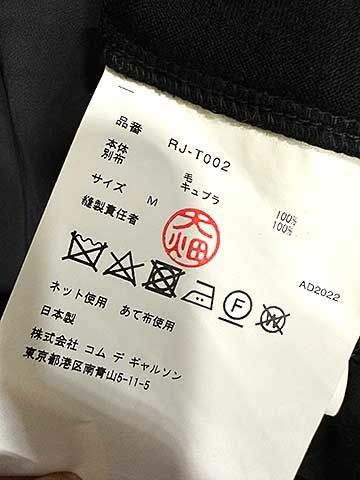 品番 RJ-T002
本体 毛 100%
別布 キュプラ 100%
サイズ M
縫製責任者 大畑
AD2022
F W
ネット使用 あて布使用
日本製
株式会社 コム デ ギャルソン
東京都港区南青山5-11-5